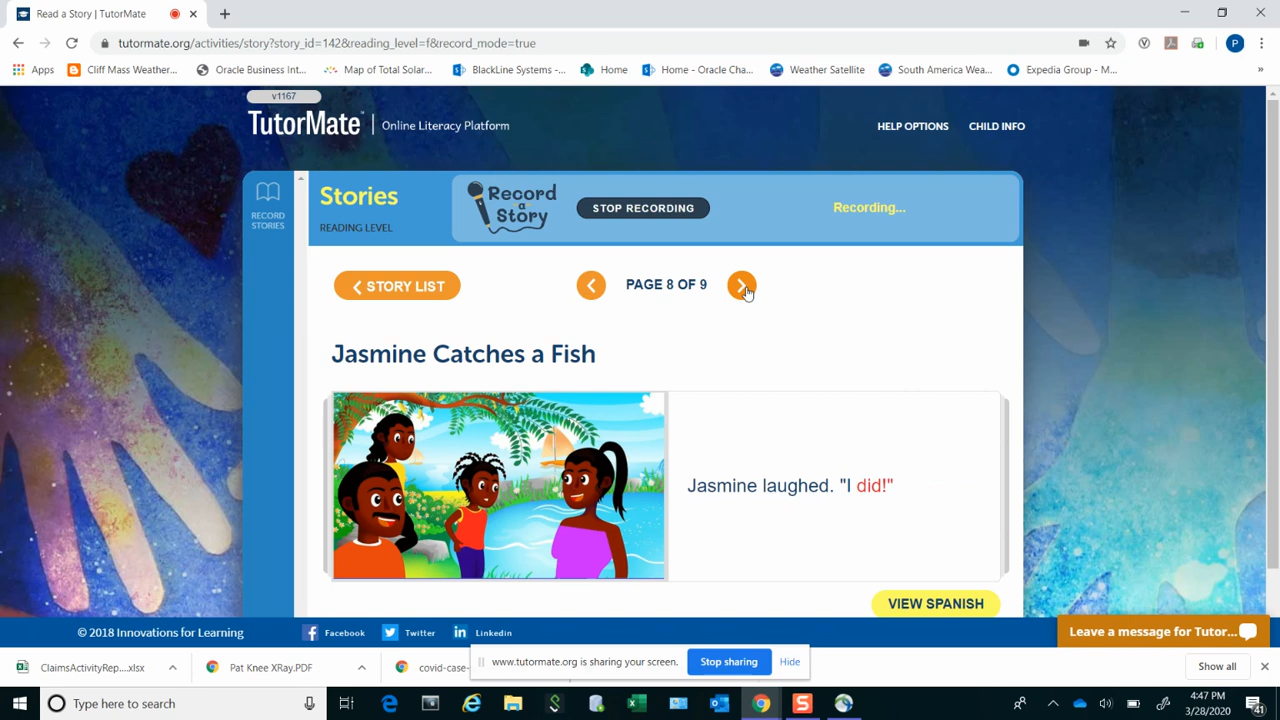 Read a Story | TutorMate
tutormate.org/activities/story?story_id=142&reading_level=f&record_mode=true
P
Apps
Cliff Mass Weather...
Oracle Business Int...
Map of Total Solar...
BlackLine Systems -...
Home
Home - Oracle Cha...
Weather Satellite
South America Wea...
Expedia Group - M...
»
v1167
TutorMate | Online Literacy Platform
HELP OPTIONS
CHILD INFO
RECORD
STORIES
Stories
READING LEVEL
Record
a
Story
STOP RECORDING
Recording...
STORY LIST
PAGE 8 OF 9
Jasmine Catches a Fish
Jasmine laughed. "I did!"
VIEW SPANISH
© 2018 Innovations for Learning
Facebook
Twitter
Linkedin
Leave a message for Tutor...
ClaimsActivityRep....xlsx
Pat Knee XRay.PDF
covid-case-
www.tutormate.org is sharing your screen.
Stop sharing
Hide
Show all
Type here to search
4:47 PM
3/28/2020
41